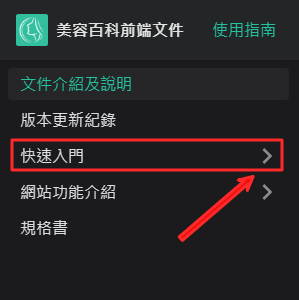 美容百科前端文件
使用指南
文件介紹及說明
版本更新紀錄
快速入門
網站功能介紹
規格書